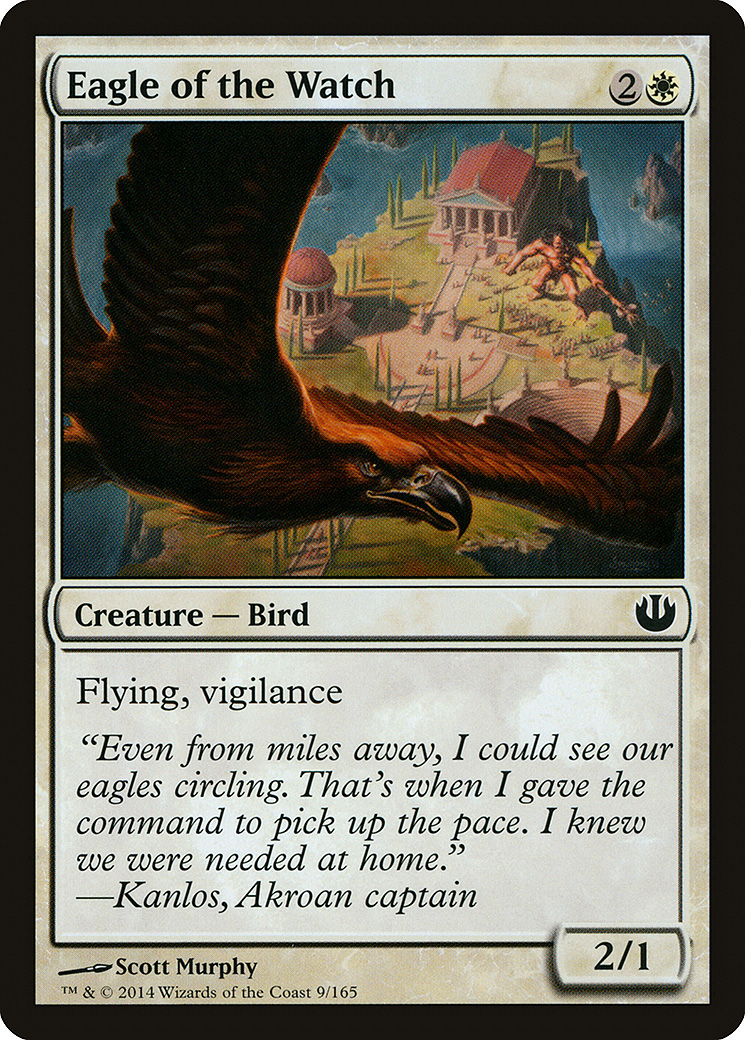 Eagle of the Watch 2
Creature — Bird
Flying, vigilance
“Even from miles away, I could see our
eagles circling. That’s when I gave the
command to pick up the pace. I knew
we were needed at home.”
—Kanlos, Akroan captain
2/1
Scott Murphy
™ & © 2014 Wizards of the Coast 9/165